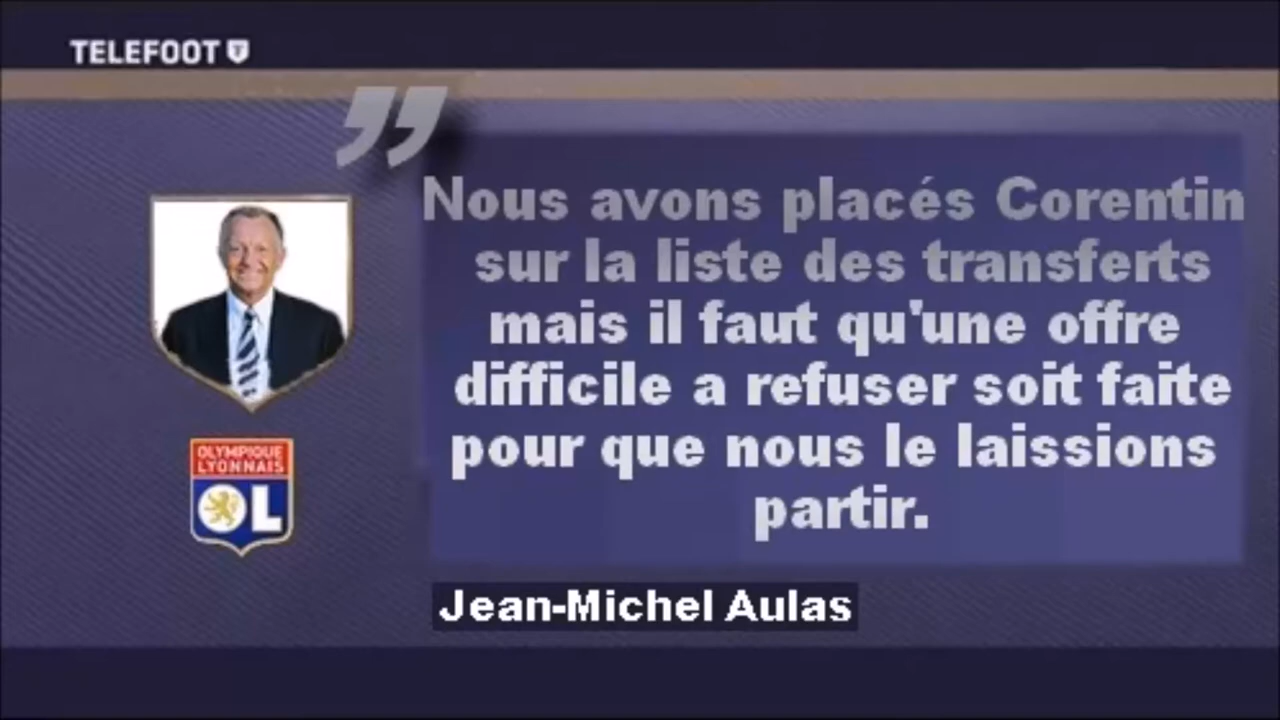 TELEFOOT
Nous avons placés Corentin
sur la liste des transferts
mais il faut qu'une offre
difficile a refuser soit faite
pour que nous le laissions
partir.
OLYMPIQUE
LYONNAIS
OL
Jean-Michel Aulas